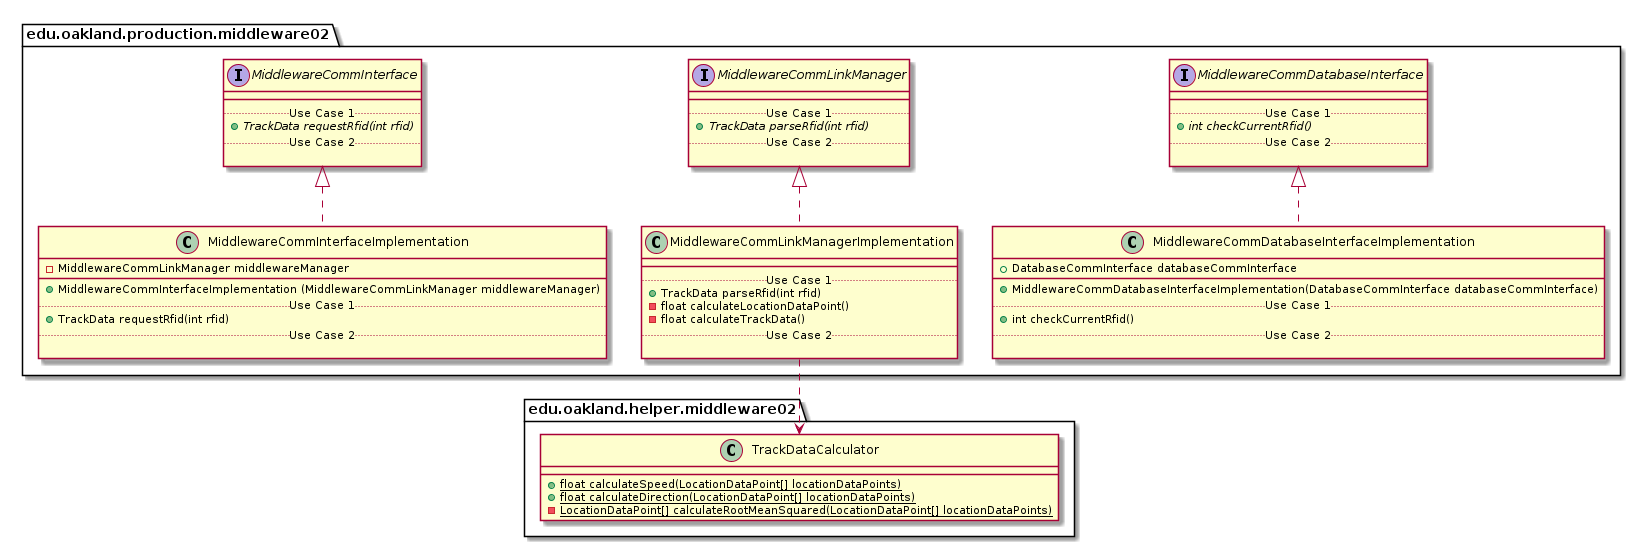 edu.oakland.production.middleware02
I MiddlewareCommInterface
Use Case 1
TrackData requestRfid(int rfid)
Use Case 2
I MiddlewareCommLinkManager
Use Case 1
TrackData parseRfid(int rfid)
Use Case 2
I MiddlewareCommDatabaseInterface
Use Case 1
int checkCurrentRfid()
Use Case 2
C MiddlewareCommInterfaceImplementation
MiddlewareCommLinkManager middlewareManager
MiddlewareCommInterfaceImplementation (MiddlewareCommLinkManager middlewareManager)
Use Case 1
TrackData requestRfid(int rfid)
Use Case 2
C MiddlewareCommLinkManagerImplementation
Use Case 1
TrackData parseRfid(int rfid)
float calculateLocationDataPoint()
float calculateTrackData()
Use Case 2
C MiddlewareCommDatabaseInterfaceImplementation
DatabaseCommInterface databaseCommInterface
MiddlewareCommDatabaseInterfaceImplementation(DatabaseCommInterface databaseCommInterface)
Use Case 1
int checkCurrentRfid()
Use Case 2
edu.oakland.helper.middleware02
C TrackDataCalculator
float calculateSpeed(LocationDataPoint[] locationDataPoints)
float calculateDirection(LocationDataPoint[] locationDataPoints)
LocationDataPoint[] calculateRootMeanSquared(LocationDataPoint[] locationDataPoints)